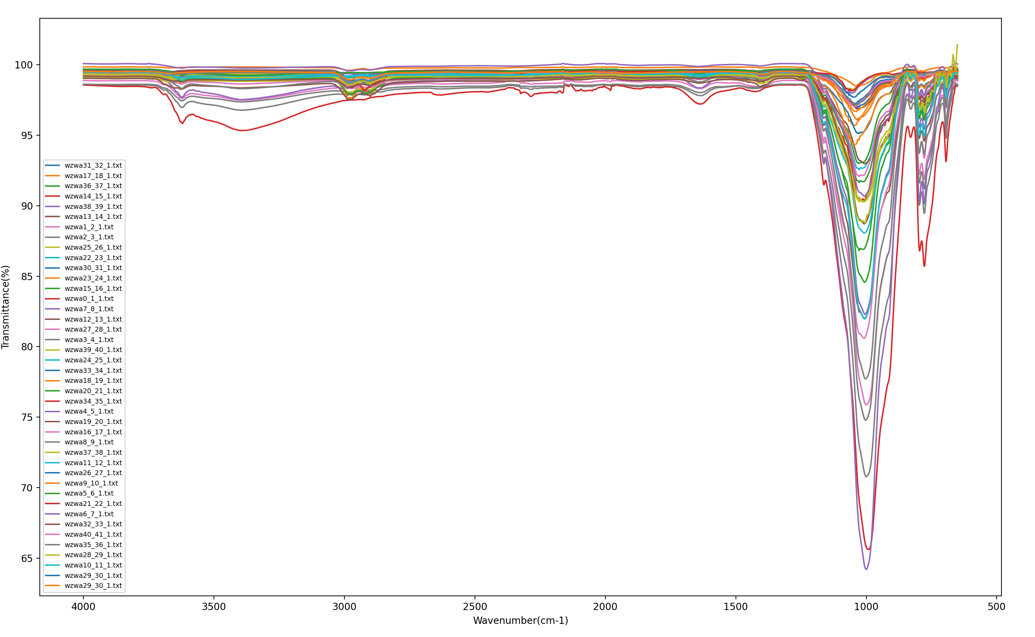 100
95
90
85
80
75
70
65
Transmittance(%)
wzwa31_32_1.txt
wzwa17_18_1.txt
wzwa36_37_1.txt
wzwa14_15_1.txt
wzwa38_39_1.txt
wzwa13_14_1.txt
wzwa1_2_1.txt
wzwa2_3_1.txt
wzwa25_26_1.txt
wzwa22_23_1.txt
wzwa30_31_1.txt
wzwa23_24_1.txt
wzwa15_16_1.txt
wzwa0_1_1.txt
wzwa7_8_1.txt
wzwa12_13_1.txt
wzwa27_28_1.txt
wzwa3_4_1.txt
wzwa39_40_1.txt
wzwa24_25_1.txt
wzwa33_34_1.txt
wzwa18_19_1.txt
wzwa20_21_1.txt
wzwa34_35_1.txt
wzwa4_5_1.txt
wzwa19_20_1.txt
wzwa16_17_1.txt
wzwa8_9_1.txt
wzwa37_38_1.txt
wzwa11_12_1.txt
wzwa26_27_1.txt
wzwa9_10_1.txt
wzwa5_6_1.txt
wzwa21_22_1.txt
wzwa6_7_1.txt
wzwa32_33_1.txt
wzwa40_41_1.txt
wzwa35_36_1.txt
wzwa28_29_1.txt
wzwa10_11_1.txt
wzwa29_30_1.txt
wzwa29_30_1.txt
4000 3500 3000 2500 2000 1500 1000 500
Wavenumber(cm-1)